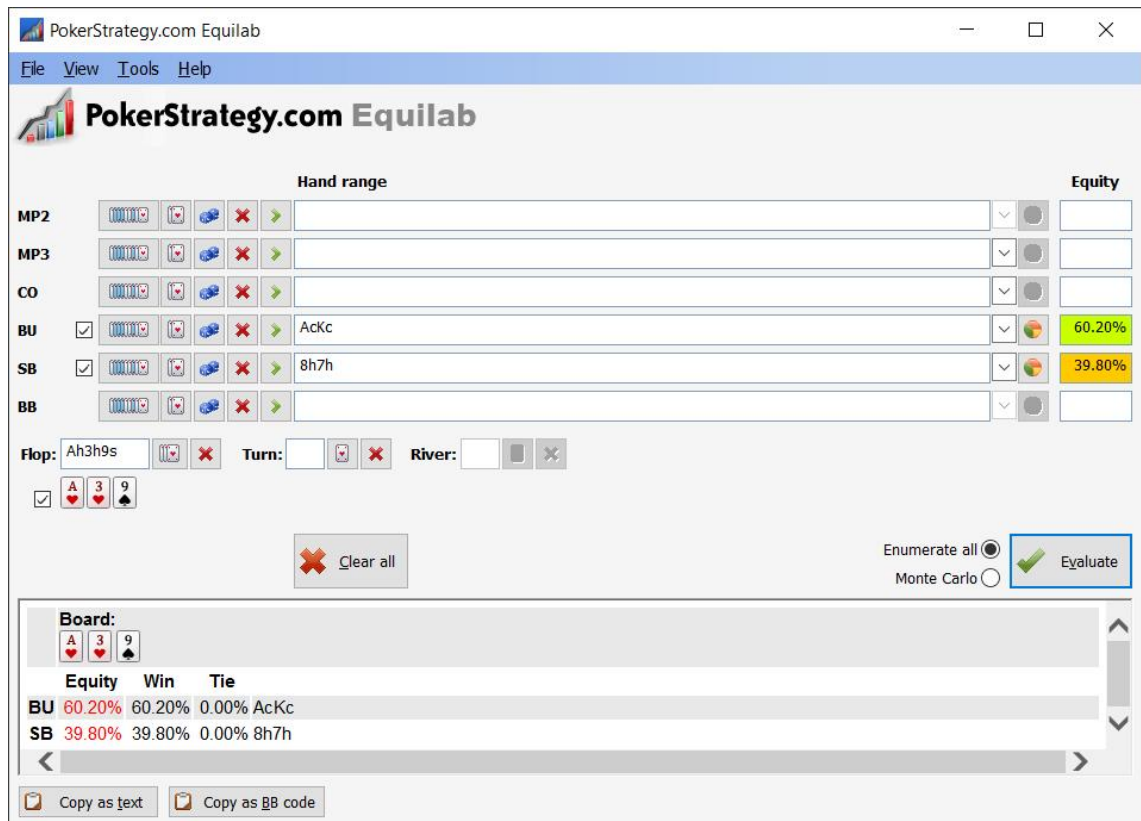 PokerStrategy.com Equilab
File View Tools Help
PokerStrategy.com Equilab
Hand range Equity
MP2
MP3
CO
BU AcKc 60.20%
SB 8h7h 39.80%
BB
Flop: Ah3h9s Turn: River:
A 3 9
Clear all
Enumerate all
Monte Carlo
Evaluate
Board:
A 3 9
Equity Win Tie
BU 60.20% 60.20% 0.00% AcKc
SB 39.80% 39.80% 0.00% 8h7h
Copy as text Copy as BB code